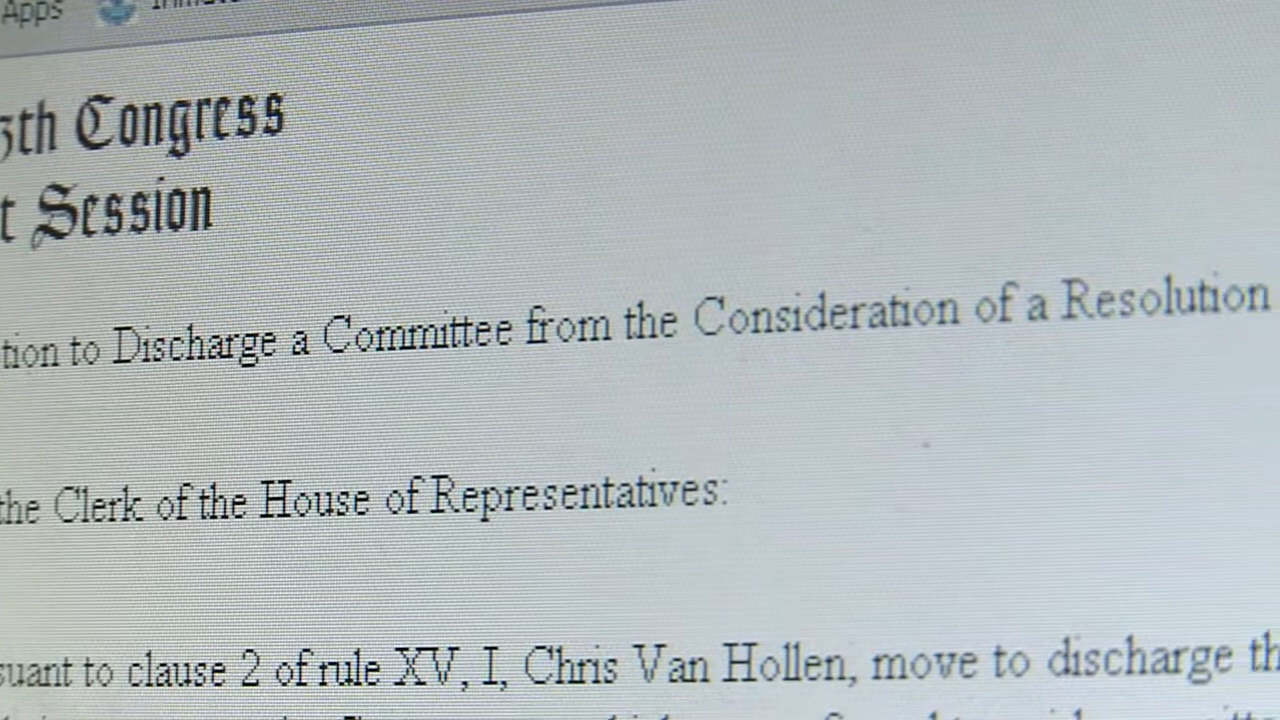 Apps
5th Congress
t Session
tion to Discharge a Committee from the Consideration of a Resolution
the Clerk of the House of Representatives:
suant to clause 2 of rule XV, I, Chris Van Hollen, move to discharge th